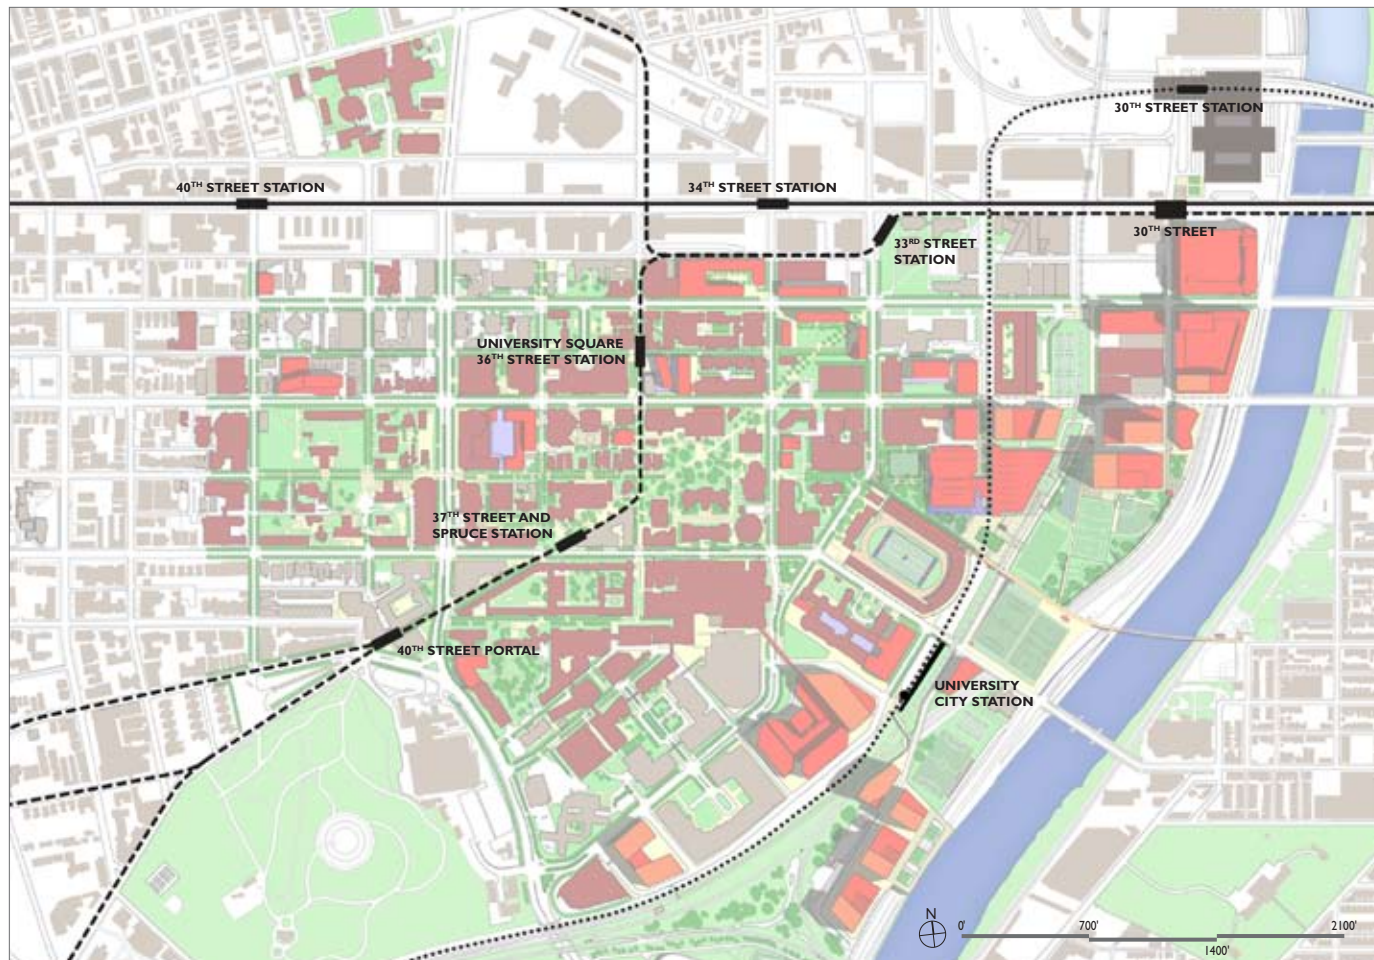 30TH STREET STATION
40TH STREET STATION
34TH STREET STATION
30TH STREET
33RD STREET
STATION
UNIVERSITY SQUARE
36TH STREET STATION
37TH STREET AND
SPRUCE STATION
40TH STREET PORTAL
UNIVERSITY
CITY STATION
N
0'
700'
2100'
1400'